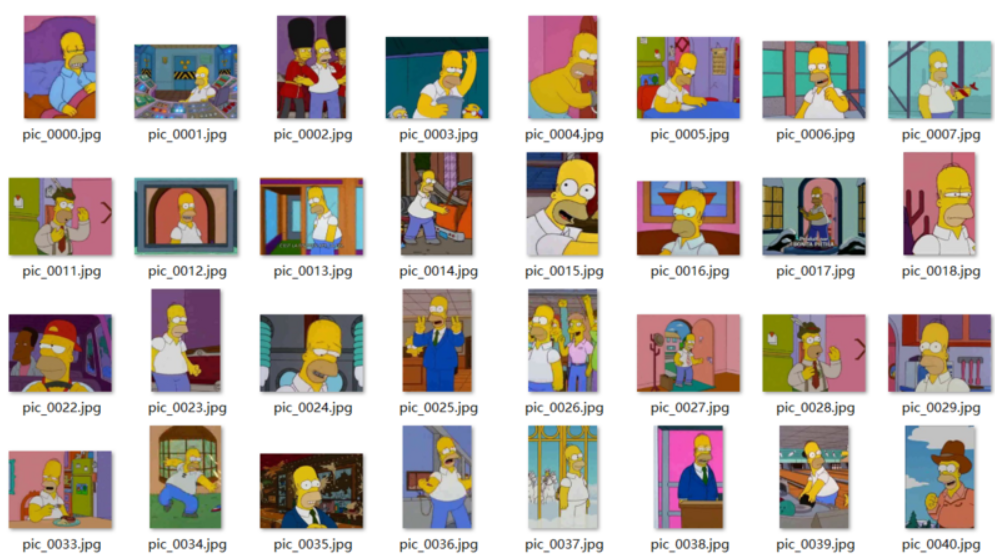 pic_0000.jpg pic_0001.jpg pic_0002.jpg pic_0003.jpg pic_0004.jpg pic_0005.jpg pic_0006.jpg pic_0007.jpg
pic_0011.jpg pic_0012.jpg pic_0013.jpg pic_0014.jpg pic_0015.jpg pic_0016.jpg pic_0017.jpg pic_0018.jpg
pic_0022.jpg pic_0023.jpg pic_0024.jpg pic_0025.jpg pic_0026.jpg pic_0027.jpg pic_0028.jpg pic_0029.jpg
pic_0033.jpg pic_0034.jpg pic_0035.jpg pic_0036.jpg pic_0037.jpg pic_0038.jpg pic_0039.jpg pic_0040.jpg